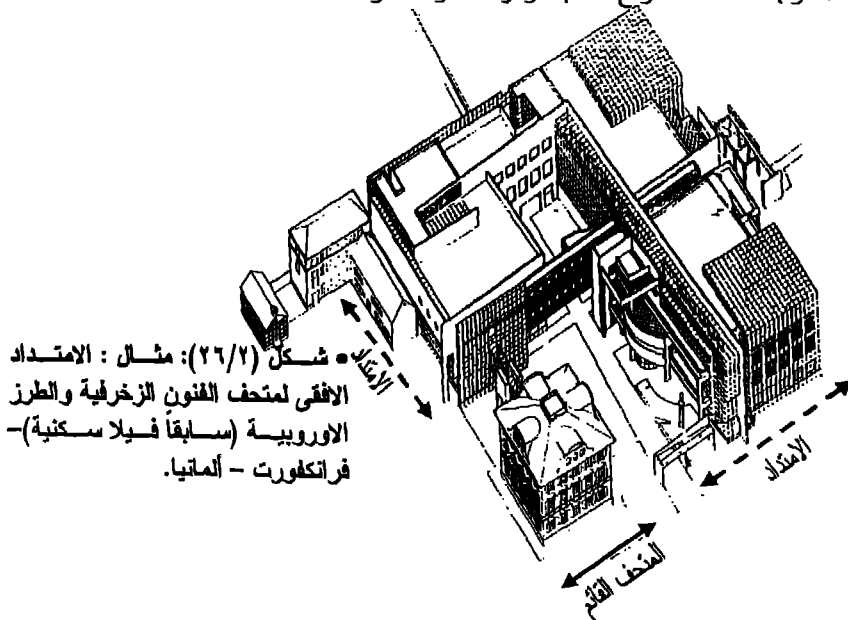 • شكل (٢٦/٢): مثال : الامتداد
الافقى لمتحف الفنون الزخرفية والطرز
الاوروبية (سابقاً فيلا سكنية)-
فرانكفورت – ألمانيا.
الامتداد
الامتداد
المتحف القائم